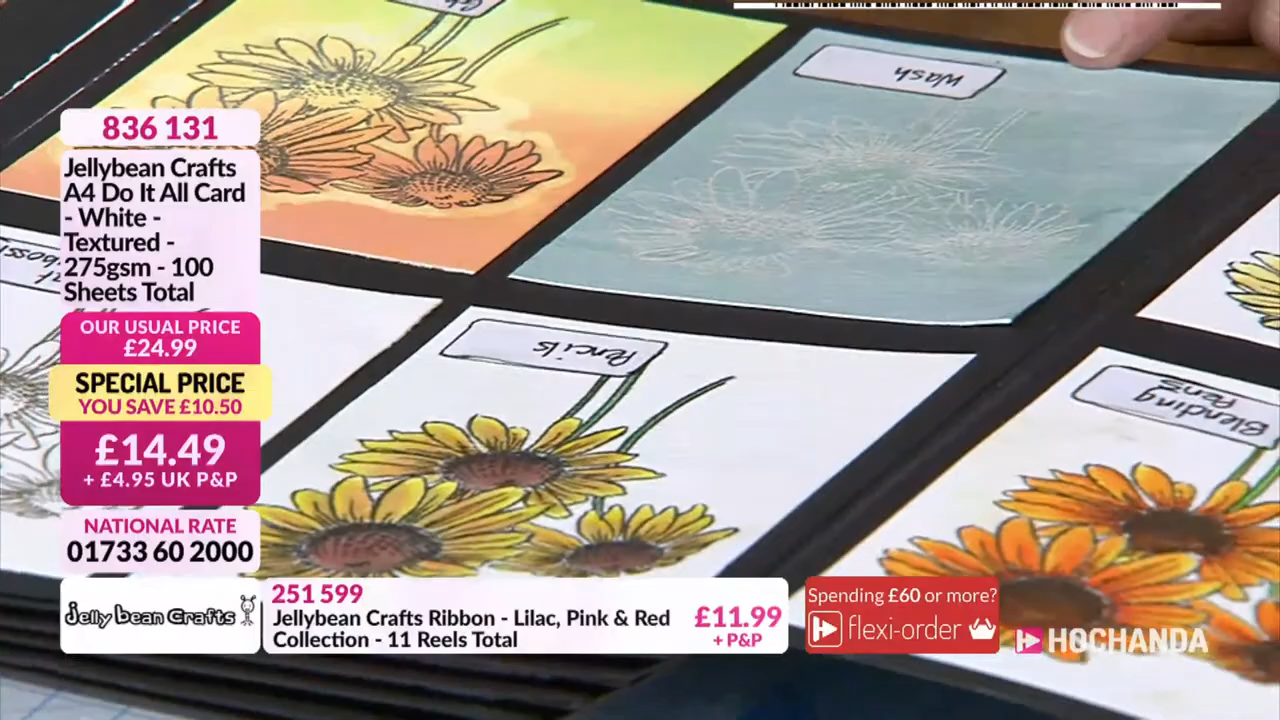 Wash
836 131
Jellybean Crafts
A4 Do It All Card
- White -
Textured -
275gsm - 100
Sheets Total
OUR USUAL PRICE
£24.99
SPECIAL PRICE
YOU SAVE £10.50
£14.49
+ £4.95 UK P&P
NATIONAL RATE
01733 60 2000
Pencils
Blending
Pens
Jellybean Crafts
251 599
Jellybean Crafts Ribbon - Lilac, Pink & Red
Collection - 11 Reels Total
£11.99
+ P&P
Spending £60 or more?
flexi-order
HOCHANDA